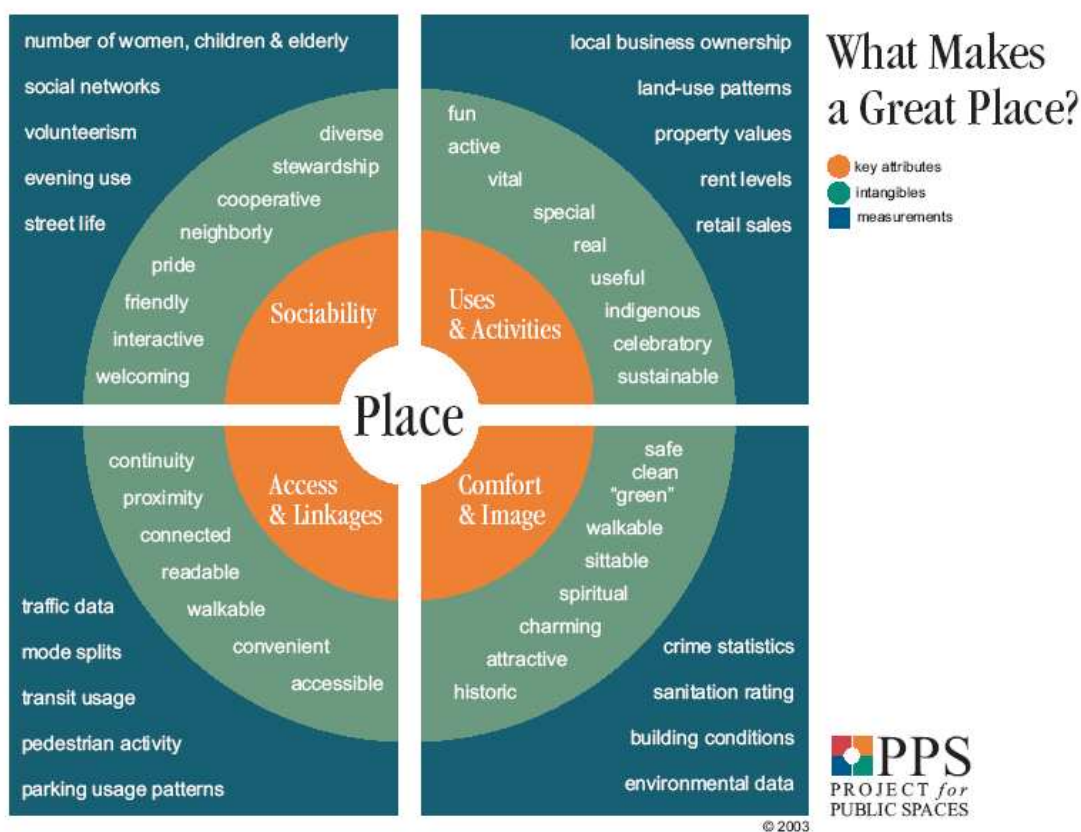 number of women, children & elderly
social networks
volunteerism
evening use
street life
diverse
stewardship
cooperative
neighborly
pride
friendly
interactive
welcoming
Sociability
local business ownership
land-use patterns
property values
rent levels
retail sales
fun
active
vital
special
real
useful
indigenous
celebratory
sustainable
Uses
& Activities
Place
continuity
proximity
connected
readable
walkable
convenient
accessible
Access
& Linkages
traffic data
mode splits
transit usage
pedestrian activity
parking usage patterns
Comfort
& Image
safe
clean
"green"
walkable
sittable
spiritual
charming
attractive
historic
crime statistics
sanitation rating
building conditions
environmental data
What Makes
a Great Place?
key attributes
intangibles
measurements
PPS
PROJECT for
PUBLIC SPACES
© 2003